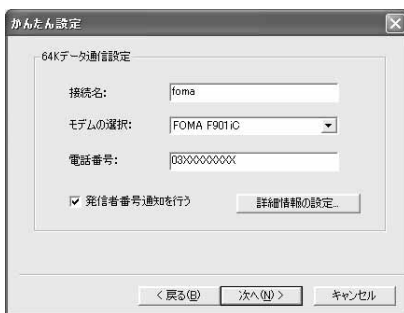 かんたん設定
64Kデータ通信設定
接続名:
foma
モデムの選択:
FOMA F901iC
電話番号:
03XXXXXXXX
発信者番号通知を行う
詳細情報の設定...
< 戻る(B)
次へ(N) >
キャンセル